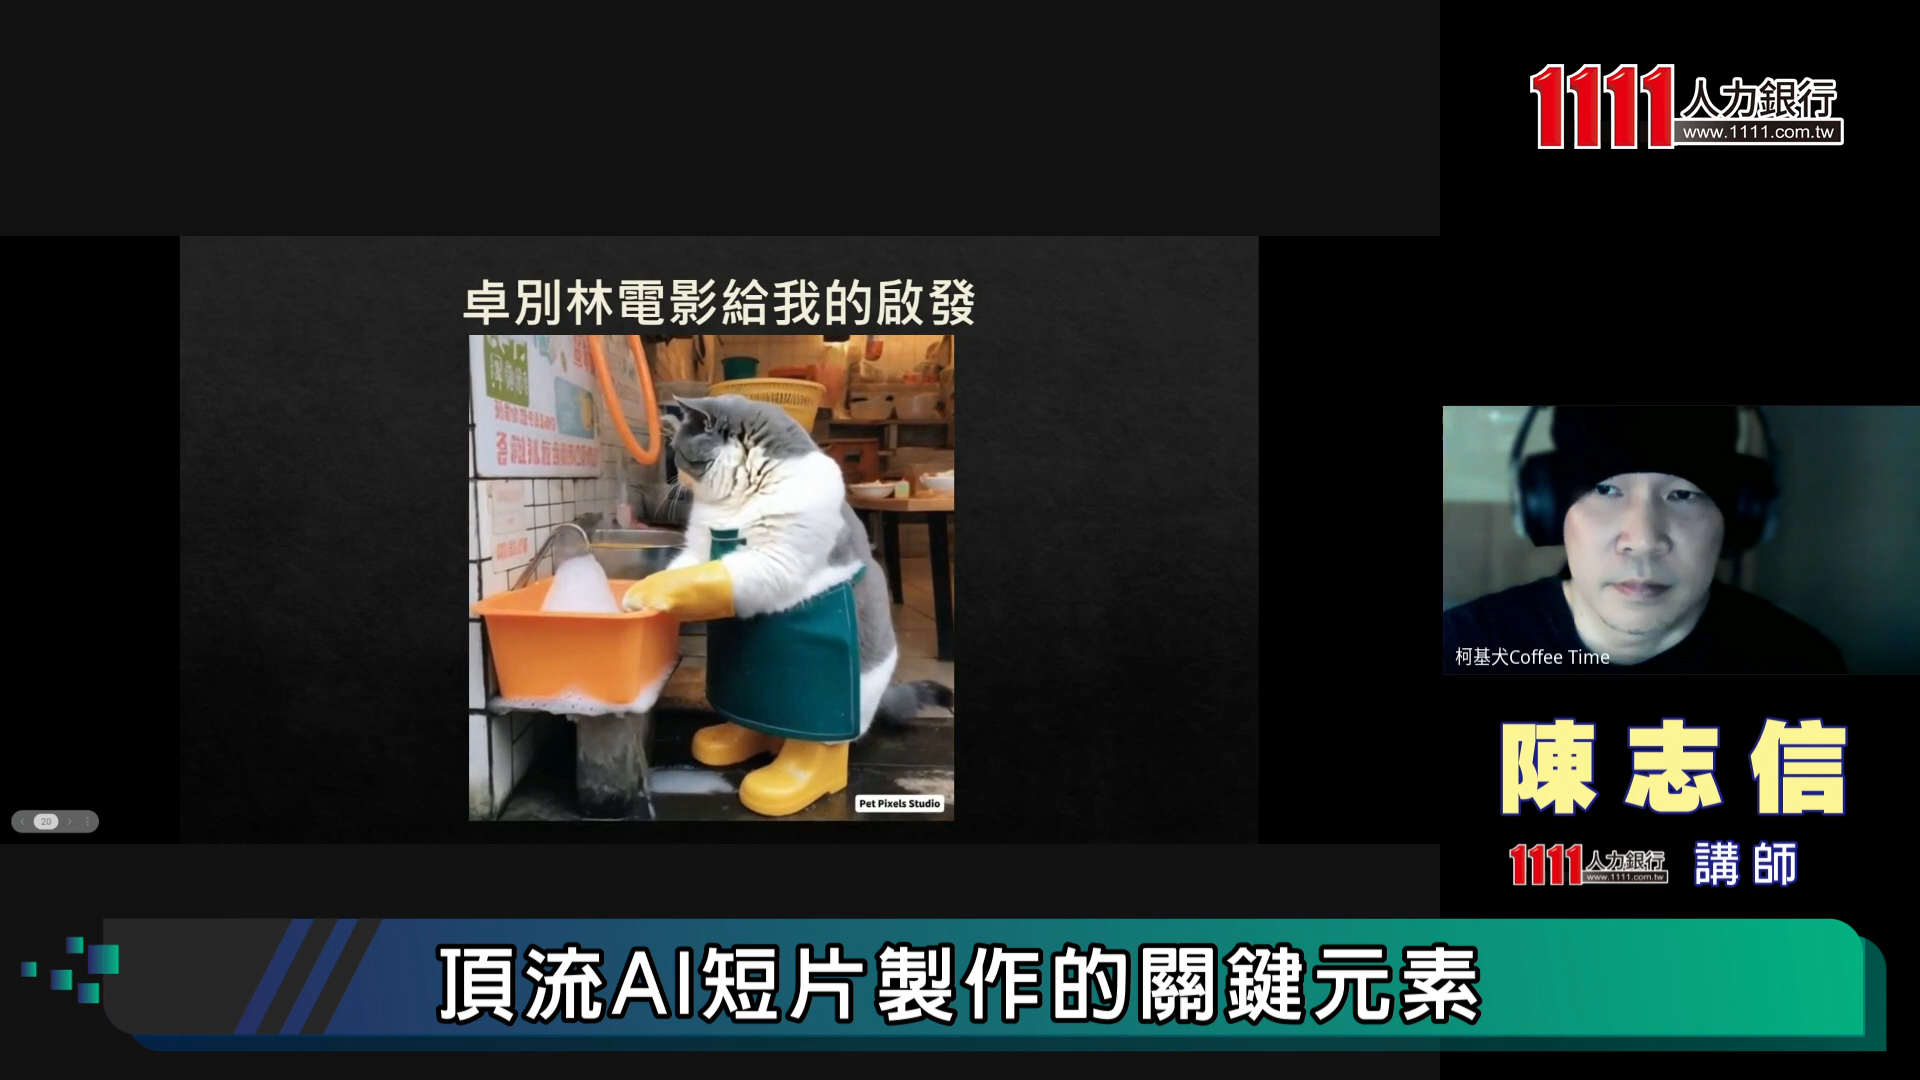 1111人力銀行
www.1111.com.tw
卓別林電影給我的啟發
Pet Pixels Studio
20
柯基犬Coffee Time
陳志信
1111人力銀行
www.1111.com.tw
講師
頂流AI短片製作的關鍵元素